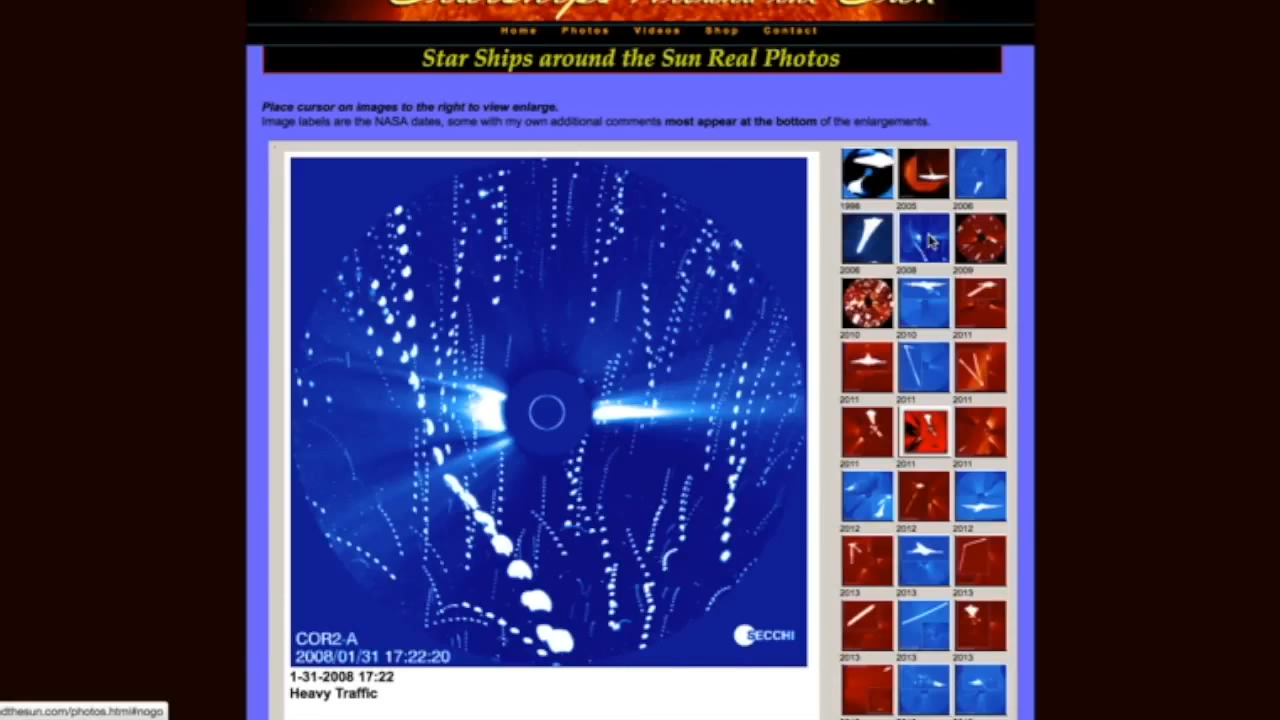 Home Photos Videos Shop Contact
Star Ships around the Sun Real Photos
Place cursor on images to the right to view enlarge.
Image labels are the NASA dates, some with my own additional comments most appear at the bottom of the enlargements.
1998 2005 2006
2006 2008 2009
2010 2010 2011
2011 2011 2011
2011 2011 2011
2012 2012 2012
2013 2013 2013
2013 2013 2013
COR2-A
2008/01/31 17:22:20
SECCHI
1-31-2008 17:22
Heavy Traffic
ndthesun.com/photos.html#nogo